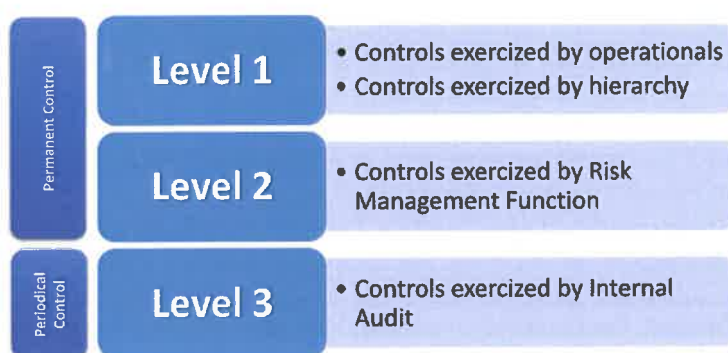 Permanent Control
Level 1
• Controls exercized by operationals
• Controls exercized by hierarchy
Level 2
• Controls exercized by Risk
Management Function
Periodical
Control
Level 3
• Controls exercized by Internal
Audit